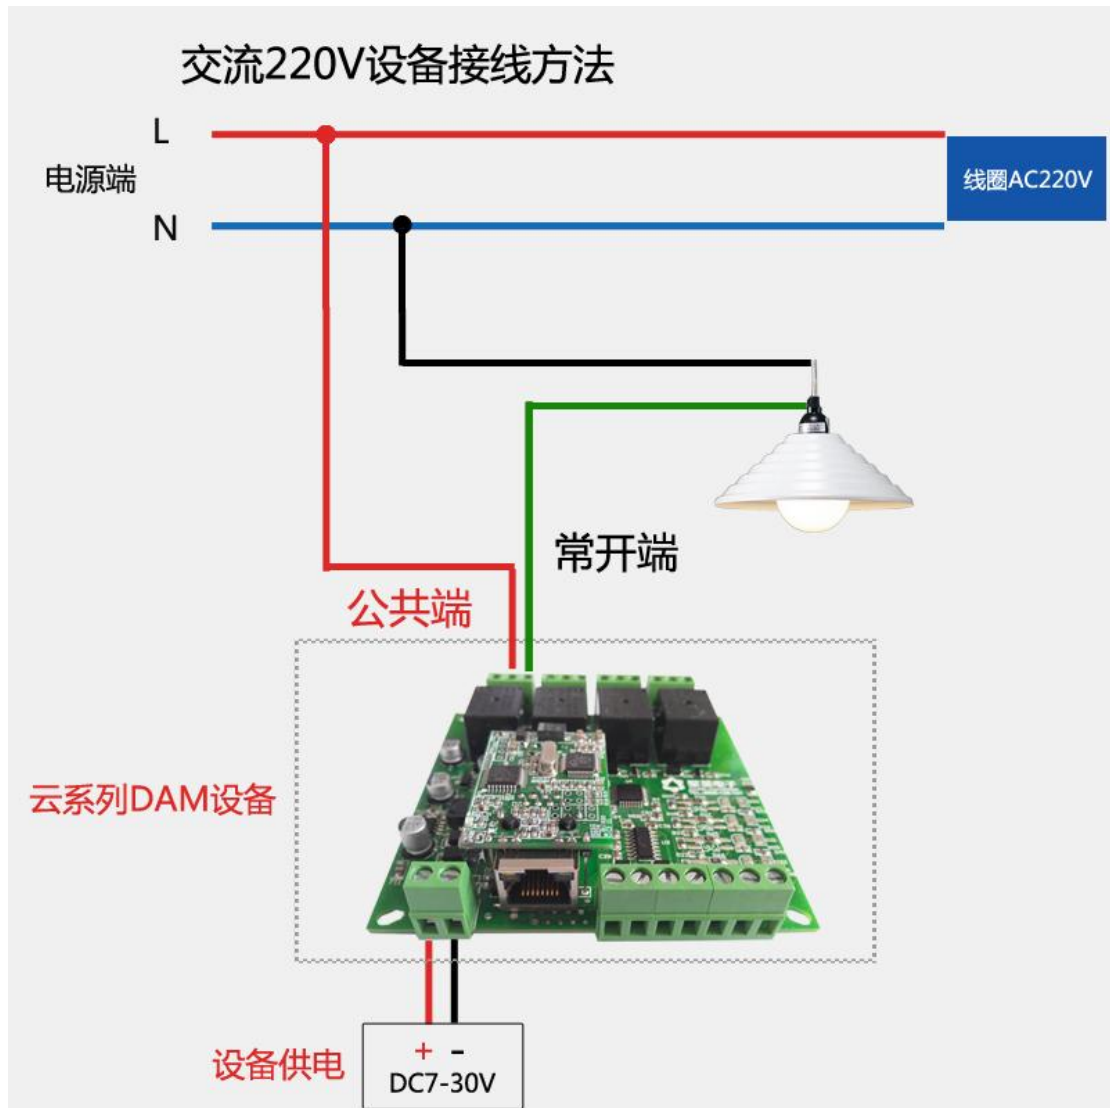 交流220V设备接线方法
L
电源端
线圈AC220V
N
常开端
公共端
云系列DAM设备
设备供电
+ -
DC7-30V